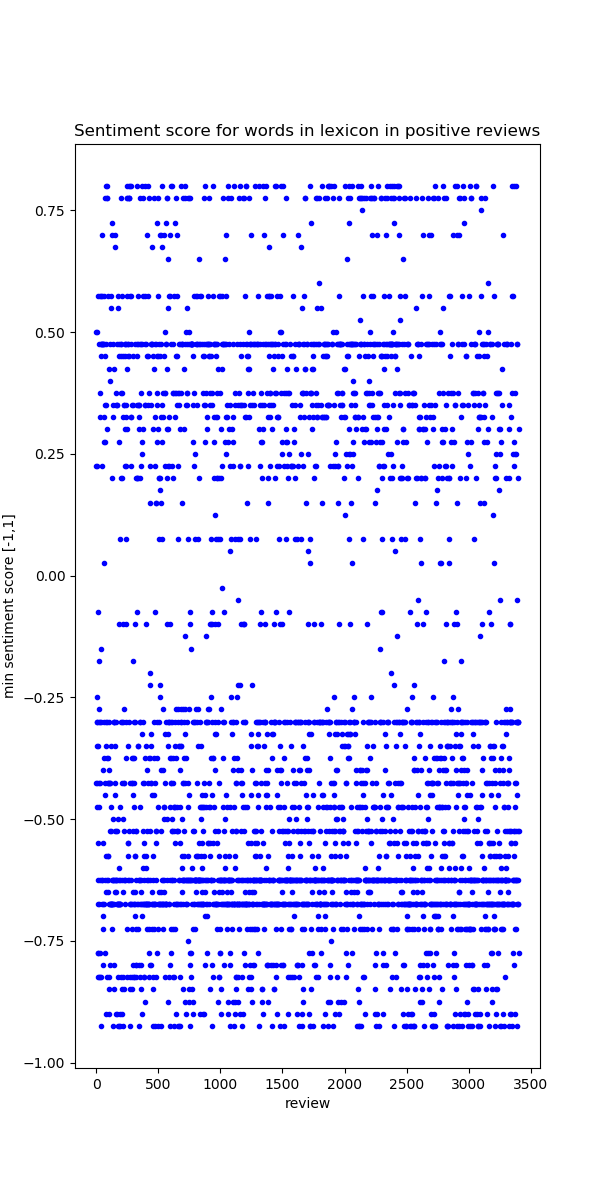 Sentiment score for words in lexicon in positive reviews
min sentiment score [-1,1]
0.75
0.50
0.25
0.00
−0.25
−0.50
−0.75
−1.00
0 500 1000 1500 2000 2500 3000 3500
review